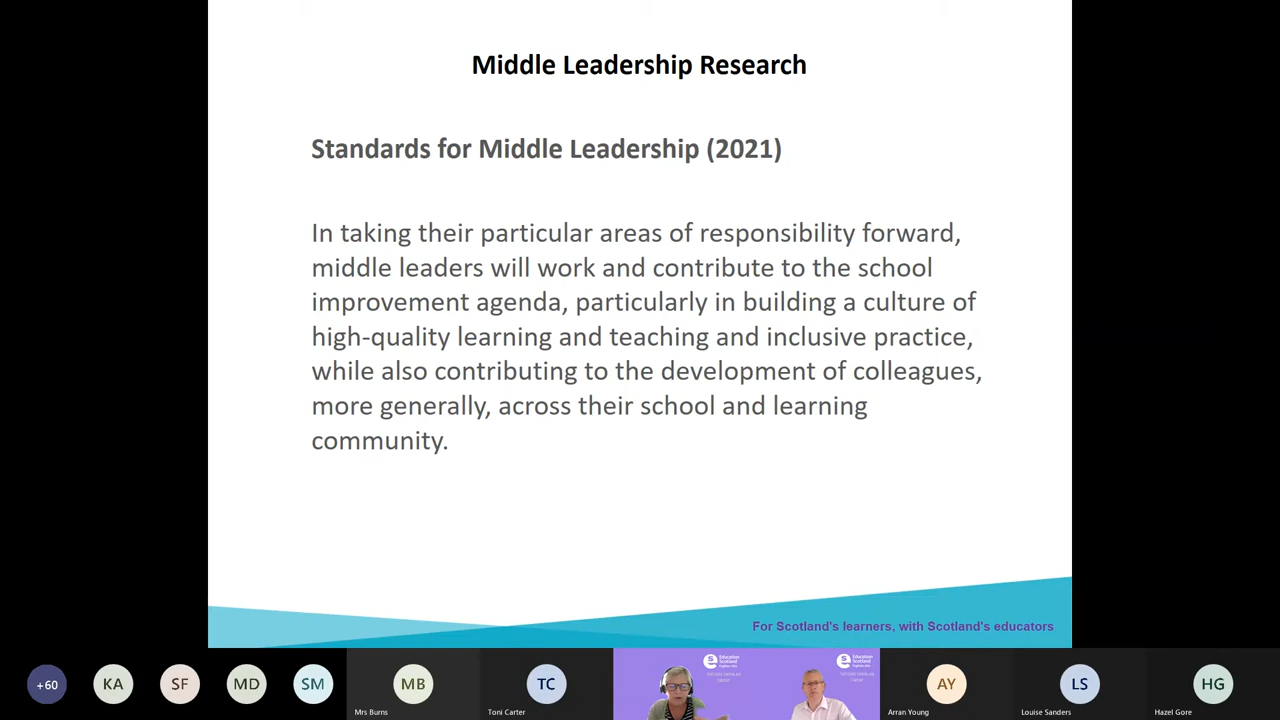 Middle Leadership Research
Standards for Middle Leadership (2021)
In taking their particular areas of responsibility forward,
middle leaders will work and contribute to the school
improvement agenda, particularly in building a culture of
high-quality learning and teaching and inclusive practice,
while also contributing to the development of colleagues,
more generally, across their school and learning
community.
For Scotland's learners, with Scotland's educators
+60
KA
SF
MD
SM
MB
Mrs Burns
TC
Toni Carter
Education
Scotland
Education
Scotland
AY
Arran Young
LS
Louise Sanders
HG
Hazel Gore